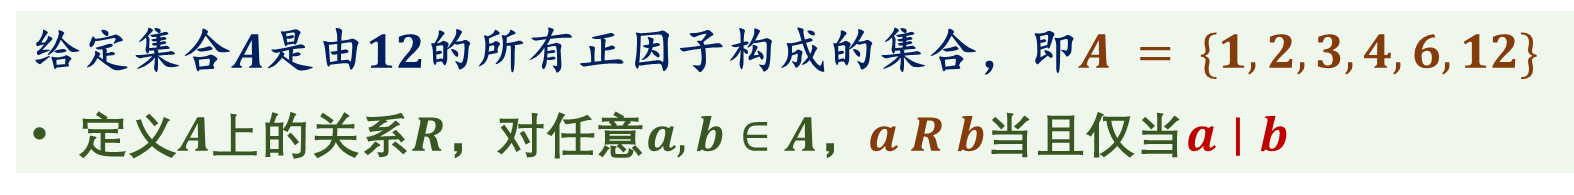 给定集合A是由12的所有正因子构成的集合，即A = {1, 2, 3, 4, 6, 12}
• 定义A上的关系R，对任意a, b ∈ A，a R b当且仅当a | b